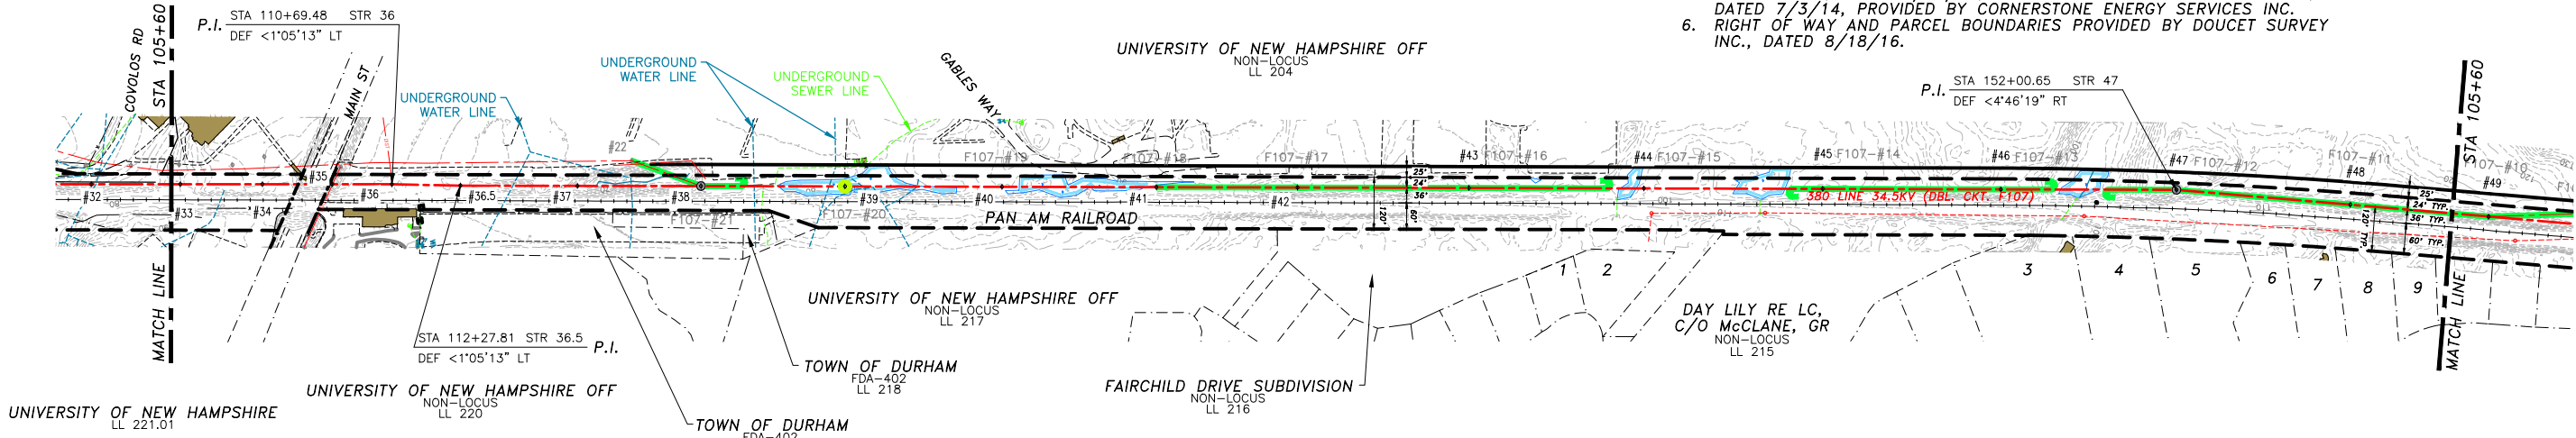 DATED 7/3/14, PROVIDED BY CORNERSTONE ENERGY SERVICES INC.
6. RIGHT OF WAY AND PARCEL BOUNDARIES PROVIDED BY DOUCET SURVEY
INC., DATED 8/18/16.
P.I.
STA 110+69.48 STR 36
DEF <1°05'13" LT
COVOLOS RD
STA 105+60
MAIN ST
UNDERGROUND
WATER LINE
UNDERGROUND
WATER LINE
UNDERGROUND
SEWER LINE
GABLES WAY
UNIVERSITY OF NEW HAMPSHIRE OFF
NON-LOCUS
LL 204
P.I.
STA 152+00.65 STR 47
DEF <4°46'19" RT
STA 105+60
#22
F107-#19
F107-#18
F107-#17
#43
F107-#16
#44
F107-#15
#45
F107-#14
#46
F107-#13
#47
F107-#12
F107-#11
#48
F107-#10
#49
#32
#33
#34
#35
#36
#36.5
#37
#38
F107-#21
F107-#20
#39
#40
#41
#42
25'
24'
36'
120'
60'
PAN AM RAILROAD
380 LINE 34.5KV (DBL. CKT. F107)
25'
24' TYP.
36' TYP.
120' TYP.
60' TYP.
1
2
3
4
5
6
7
8
9
MATCH LINE
MATCH LINE
STA 112+27.81 STR 36.5
DEF <1°05'13" LT
P.I.
UNIVERSITY OF NEW HAMPSHIRE OFF
NON-LOCUS
LL 217
DAY LILY RE LC,
C/O McCLANE, GR
NON-LOCUS
LL 215
TOWN OF DURHAM
FDA-402
LL 218
FAIRCHILD DRIVE SUBDIVISION
NON-LOCUS
LL 216
UNIVERSITY OF NEW HAMPSHIRE OFF
NON-LOCUS
LL 220
UNIVERSITY OF NEW HAMPSHIRE
LL 221.01
TOWN OF DURHAM
FDA-402